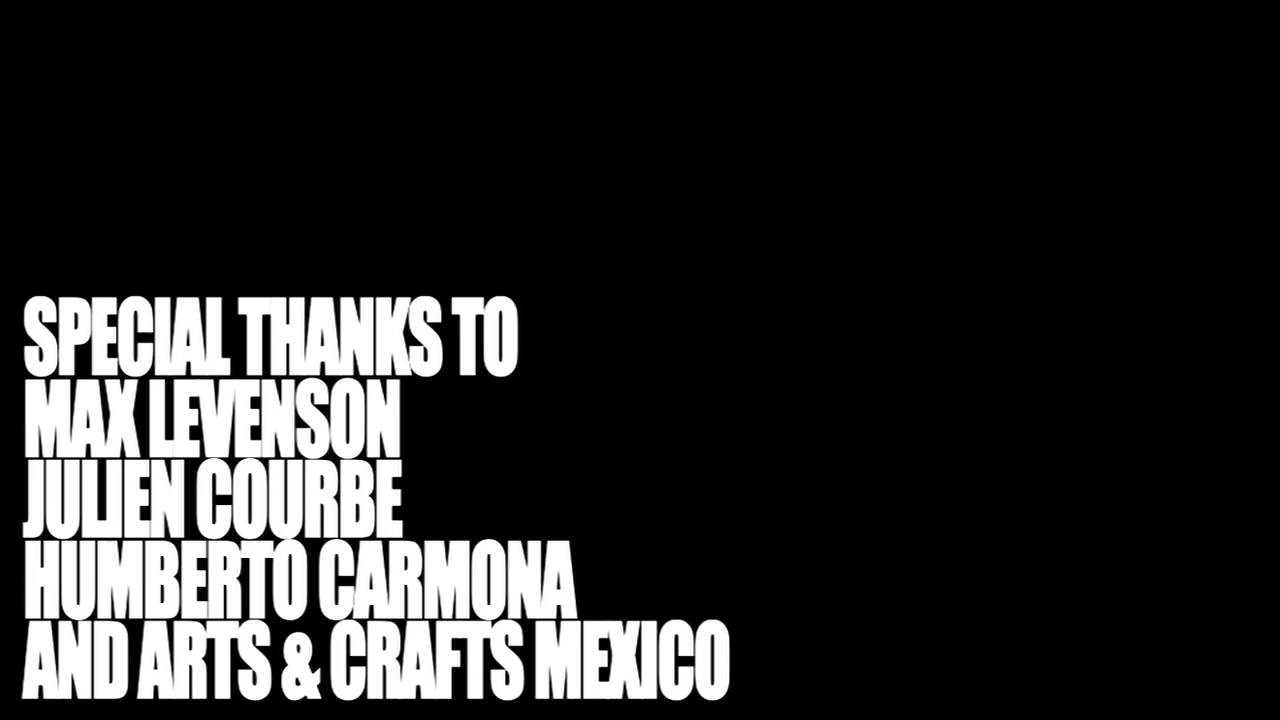 SPECIAL THANKS TO
MAX LEVENSON
JULIEN COURBE
HUMBERTO CARMONA
AND ARTS & CRAFTS MEXICO